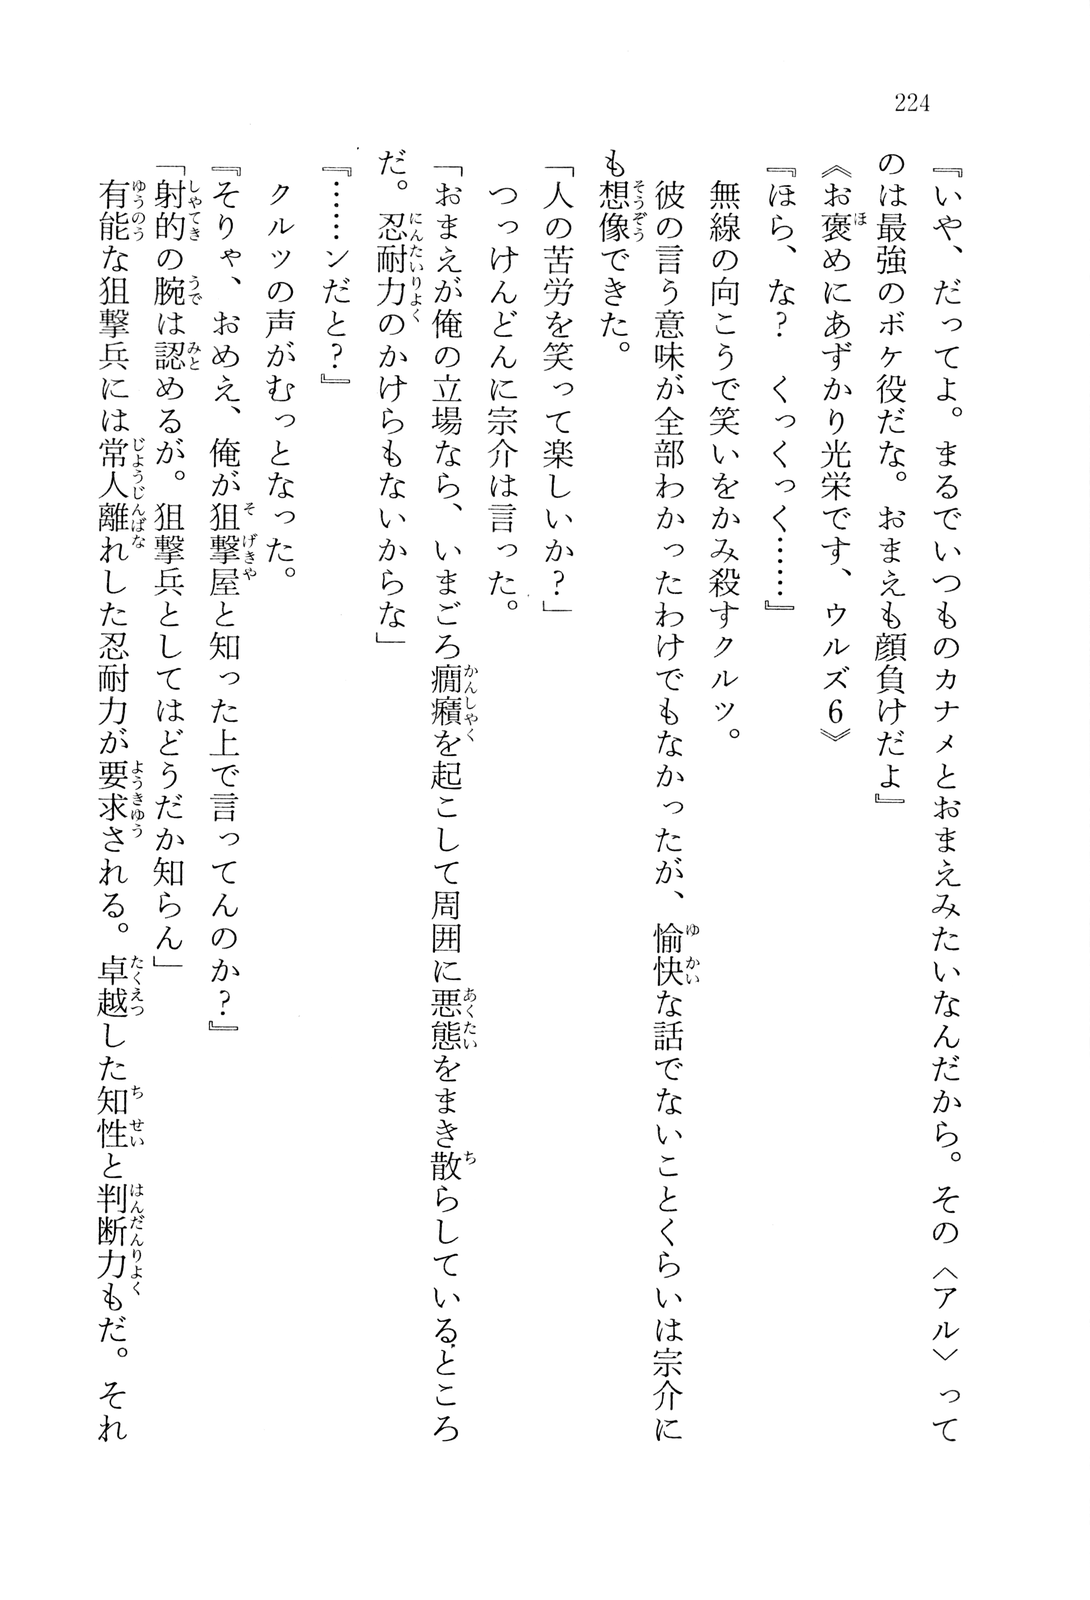 224
『いや、だってよ。まるでいつものカナメとおまえみたいなんだから。その〈アル〉って
のは最強のボケ役だな。おまえも顔負けだよ』
《お褒めにあずかり光栄です、ウルズ6》
『ほら、な？　くっくっく……』
　無線の向こうで笑いをかみ殺すクルツ。
　彼の言う意味が全部わかったわけでもなかったが、愉快な話でないことくらいは宗介に
も想像できた。
「人の苦労を笑って楽しいか？」
　つっけんどんに宗介は言った。
「おまえが俺の立場なら、いまごろ癇癪を起こして周囲に悪態をまき散らしているところ
だ。忍耐力のかけらもないからな」
『……ンだと？』
　クルツの声がむっとなった。
『そりゃ、おめえ、俺が狙撃屋と知った上で言ってんのか？』
「射的の腕は認めるが。狙撃兵としてはどうだか知らん」
　有能な狙撃兵には常人離れした忍耐力が要求される。卓越した知性と判断力もだ。それ